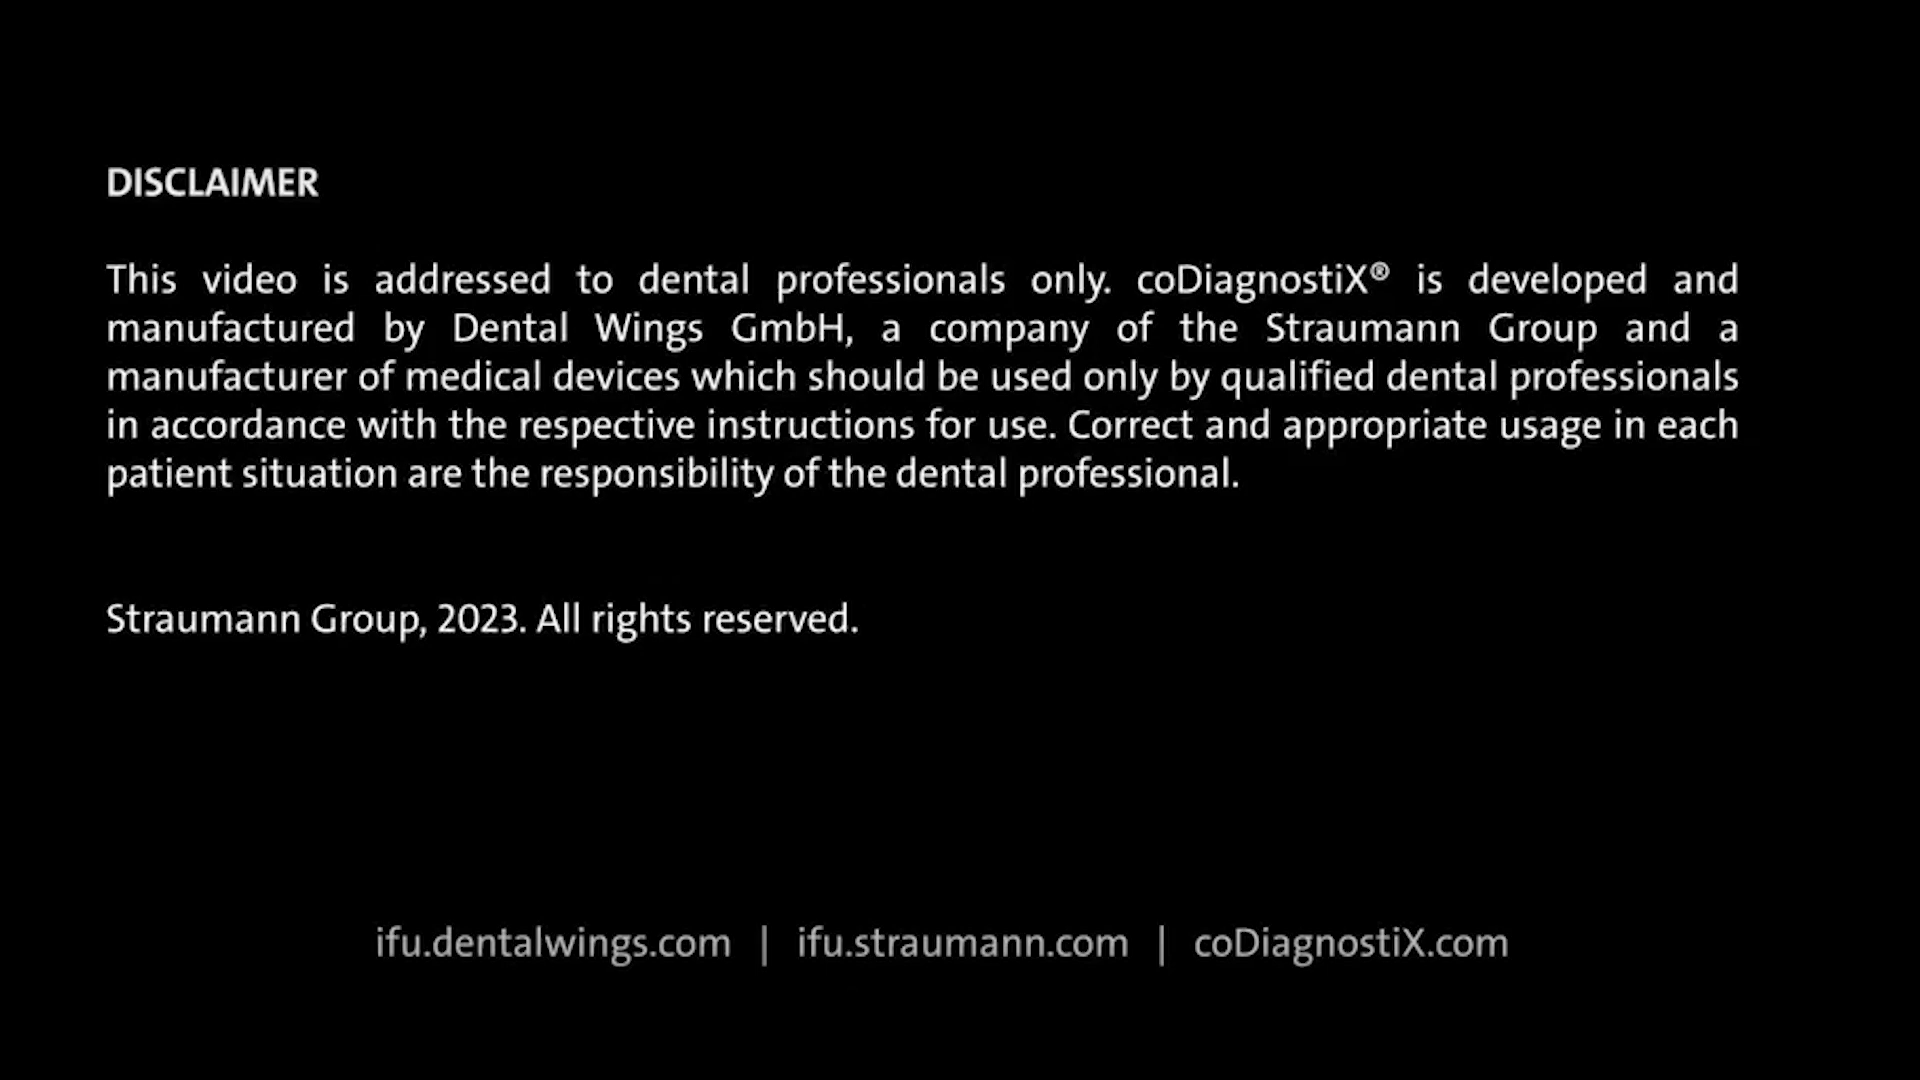 DISCLAIMER
This video is addressed to dental professionals only. coDiagnostiX® is developed and
manufactured by Dental Wings GmbH, a company of the Straumann Group and a
manufacturer of medical devices which should be used only by qualified dental professionals
in accordance with the respective instructions for use. Correct and appropriate usage in each
patient situation are the responsibility of the dental professional.
Straumann Group, 2023. All rights reserved.
ifu.dentalwings.com | ifu.straumann.com | coDiagnostiX.com